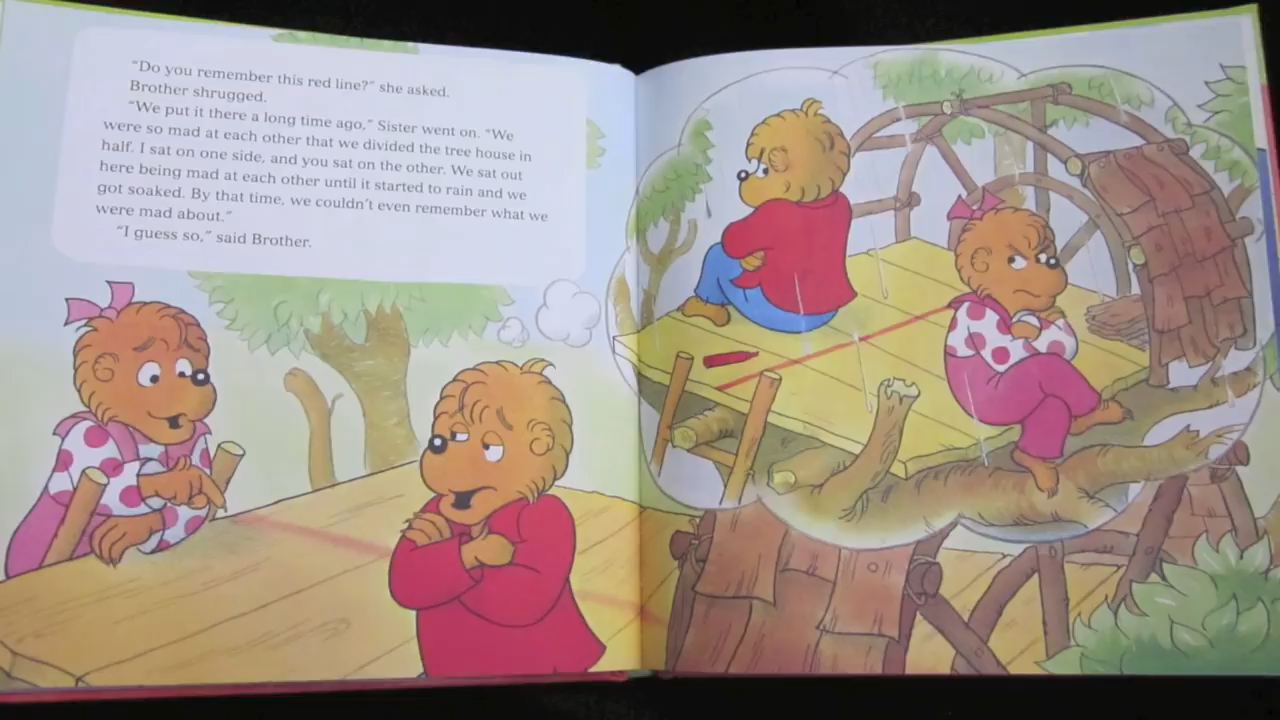 “Do you remember this red line?” she asked.
Brother shrugged.
“We put it there a long time ago,” Sister went on. “We
were so mad at each other that we divided the tree house in
half. I sat on one side, and you sat on the other. We sat out
here being mad at each other until it started to rain and we
got soaked. By that time, we couldn’t even remember what we
were mad about.”
“I guess so,” said Brother.